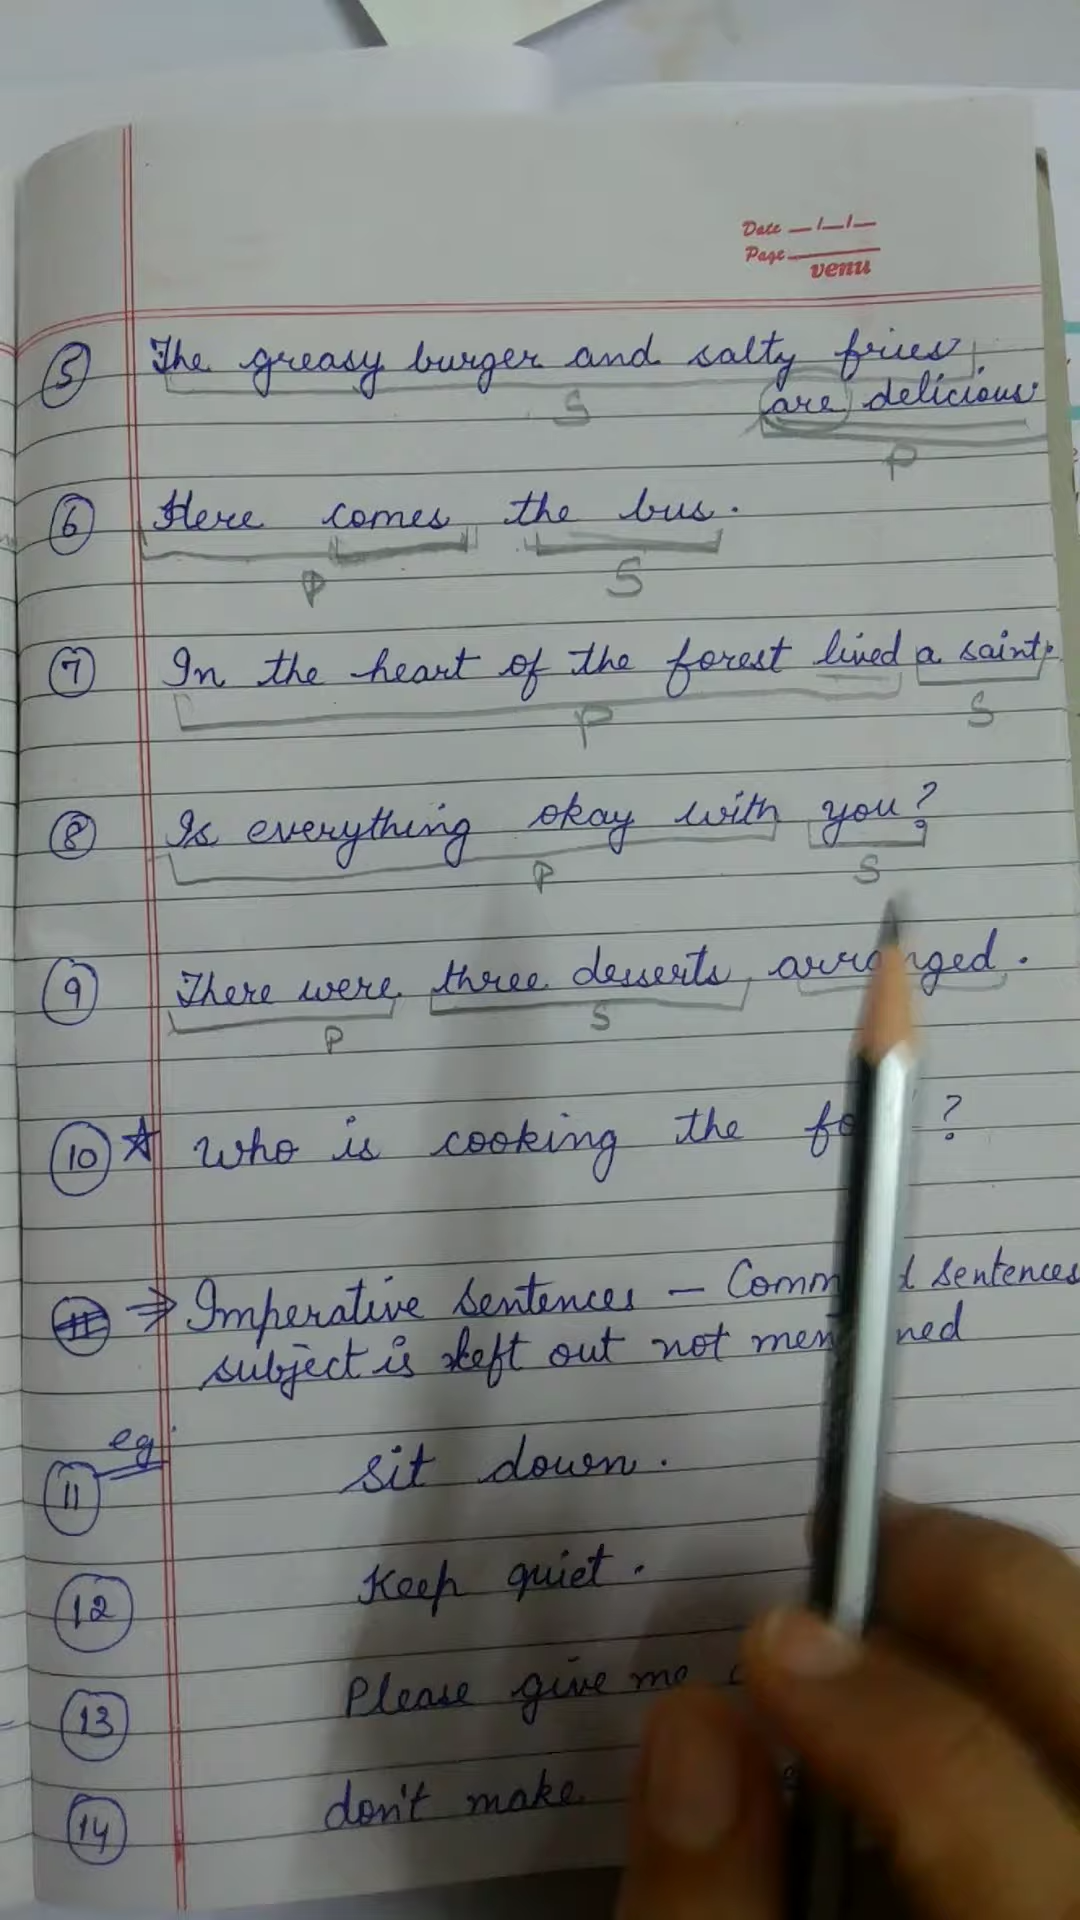 Date _/_/_
Page
venu
5 The greasy burger and salty fries
are delicious
S
P
6 Here comes the bus.
P S
7 In the heart of the forest lived a saint.
P S
8 Is everything okay with you?
P S
9 There were three desserts arranged.
P S
10 ☆ Who is cooking the ?
11 ⇒ Imperative sentences – sentences
subject is left out not
eg
11 sit down.
12 Keep quiet.
13 Please give me
14 don't make